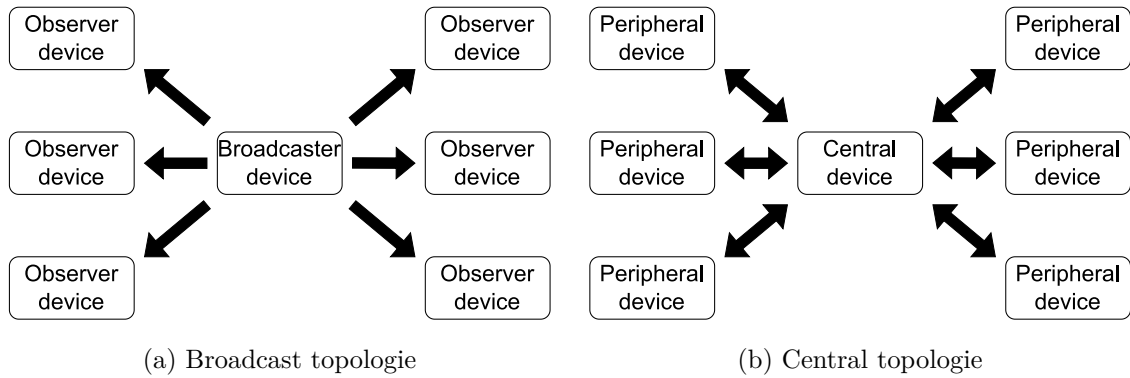 Observer
device
Observer
device
Observer
device
Broadcaster
device
Observer
device
Observer
device
Observer
device
(a) Broadcast topologie
Peripheral
device
Peripheral
device
Peripheral
device
Central
device
Peripheral
device
Peripheral
device
Peripheral
device
(b) Central topologie